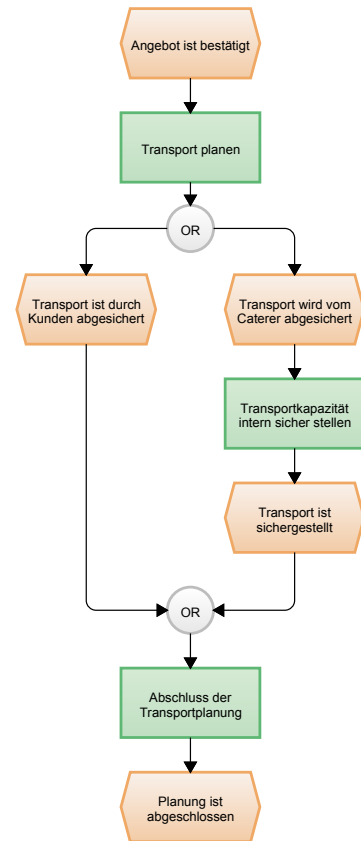 Angebot ist bestätigt
Transport planen
OR
Transport ist durch
Kunden abgesichert
Transport wird vom
Caterer abgesichert
Transportkapazität
intern sicher stellen
Transport ist
sichergestellt
OR
Abschluss der
Transportplanung
Planung ist
abgeschlossen